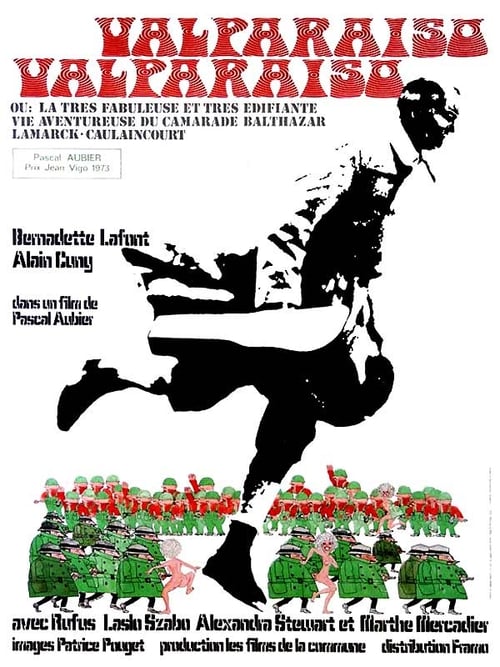 VALPARAISO
VALPARAISO
OU: LA TRES FABULEUSE ET TRES EDIFIANTE
VIE AVENTUREUSE DU CAMARADE BALTHAZAR
LAMARCK-CAULAINCOURT
Pascal AUBIER
Prix Jean Vigo 1973
Bernadette Lafont
Alain Cuny
dans un film de
Pascal Aubier
avec Rufus Laslo Szabo Alexandra Stewart et Marthe Mercadier
images Patrice Pouget production les films de la commune distribution Framo